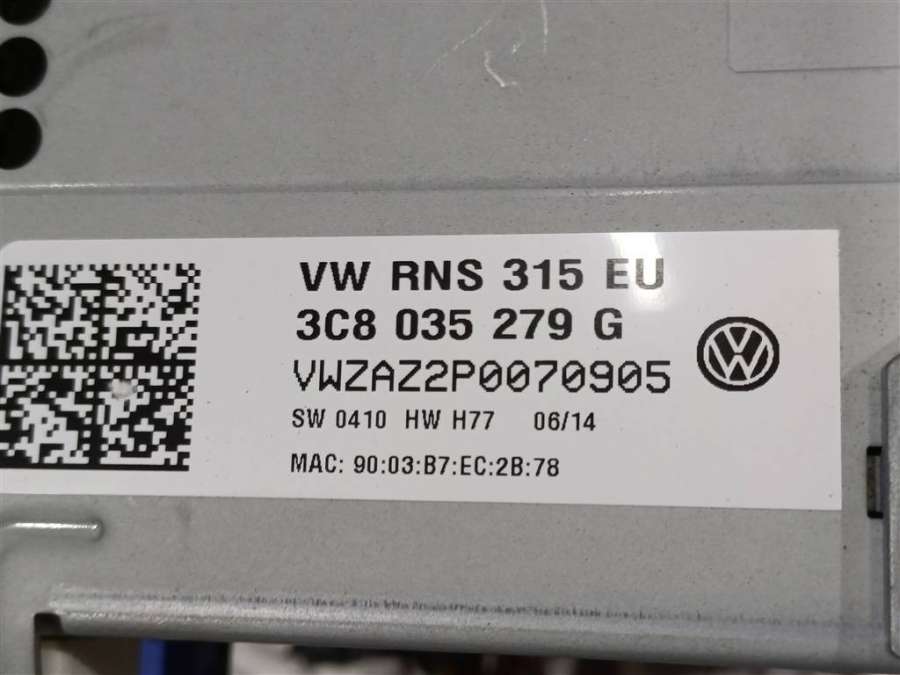 VW RNS 315 EU
3C8 035 279 G
VWZAZ2P0070905
SW 0410 HW H77 06/14
MAC: 90:03:B7:EC:2B:78